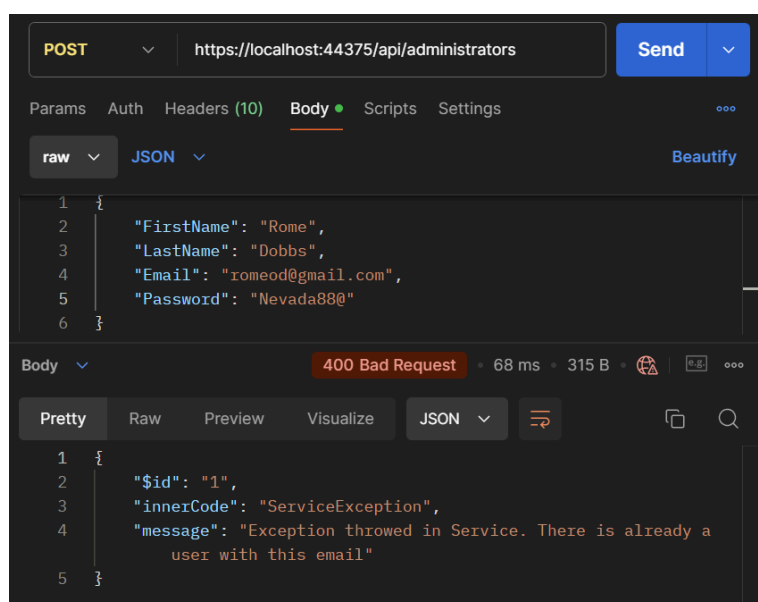 POST https://localhost:44375/api/administrators Send
Params Auth Headers (10) Body Scripts Settings
raw JSON Beautify
1 {
2 "FirstName": "Rome",
3 "LastName": "Dobbs",
4 "Email": "romeod@gmail.com",
5 "Password": "Nevada88@"
6 }
Body 400 Bad Request 68 ms 315 B e.g.
Pretty Raw Preview Visualize JSON
1 {
2 "$id": "1",
3 "innerCode": "ServiceException",
4 "message": "Exception throwed in Service. There is already a
user with this email"
5 }